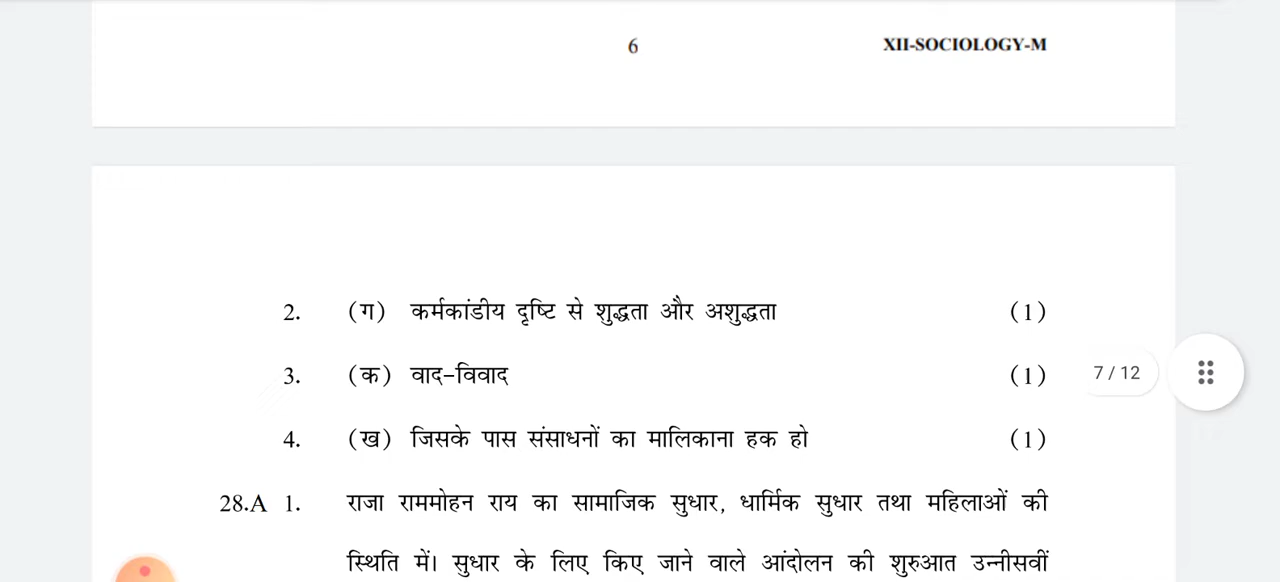 6 XII-SOCIOLOGY-M
2. (ग) कर्मकांडीय दृष्टि से शुद्धता और अशुद्धता (1)
3. (क) वाद-विवाद (1)
7 / 12
4. (ख) जिसके पास संसाधनों का मालिकाना हक हो (1)
28.A 1. राजा राममोहन राय का सामाजिक सुधार, धार्मिक सुधार तथा महिलाओं की
स्थिति में। सुधार के लिए किए जाने वाले आंदोलन की शुरुआत उन्नीसवीं